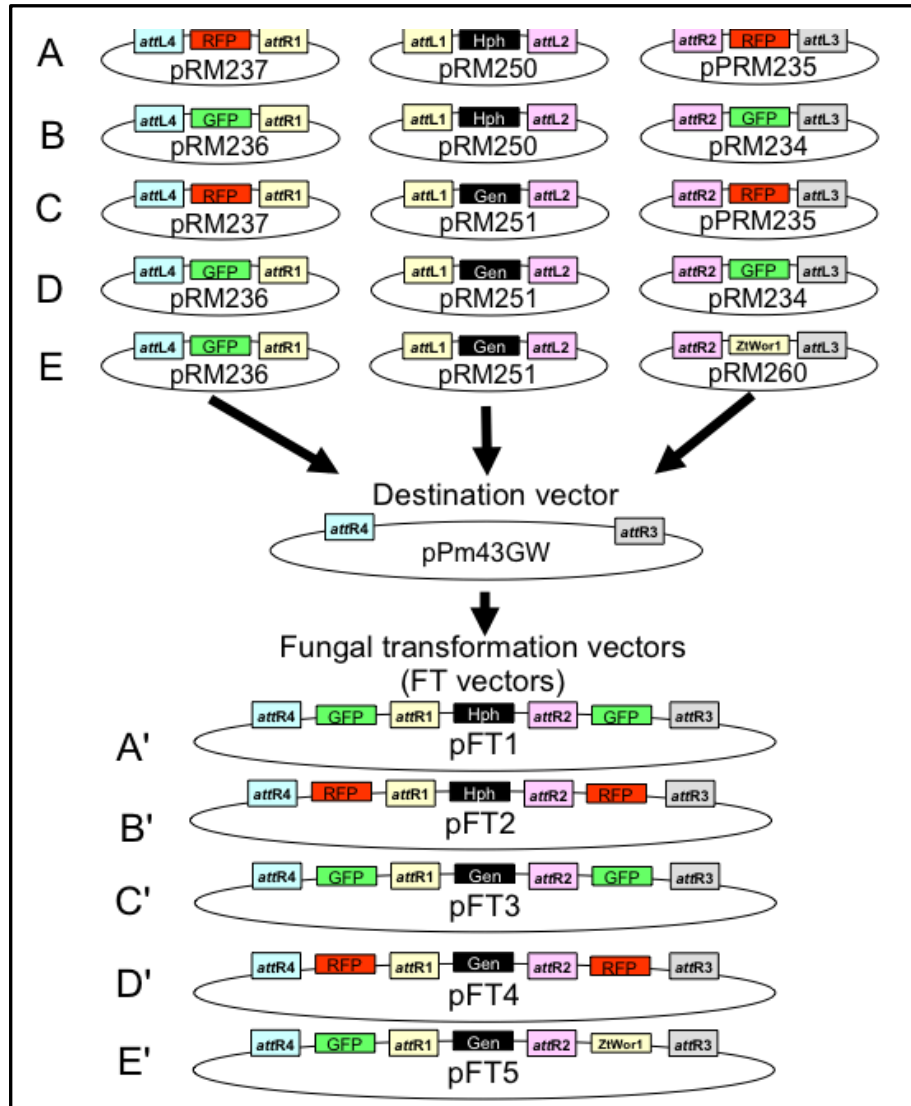 A attL4 RFP attR1 attL1 Hph attL2 attR2 RFP attL3
pRM237 pRM250 pPRM235
B attL4 GFP attR1 attL1 Hph attL2 attR2 GFP attL3
pRM236 pRM250 pRM234
C attL4 RFP attR1 attL1 Gen attL2 attR2 RFP attL3
pRM237 pRM251 pPRM235
D attL4 GFP attR1 attL1 Gen attL2 attR2 GFP attL3
pRM236 pRM251 pRM234
E attL4 GFP attR1 attL1 Gen attL2 attR2 ZtWor1 attL3
pRM236 pRM251 pRM260
Destination vector
attR4 attR3
pPm43GW
Fungal transformation vectors
(FT vectors)
attR4 GFP attR1 Hph attR2 GFP attR3
A' pFT1
attR4 RFP attR1 Hph attR2 RFP attR3
B' pFT2
attR4 GFP attR1 Gen attR2 GFP attR3
C' pFT3
attR4 RFP attR1 Gen attR2 RFP attR3
D' pFT4
attR4 GFP attR1 Gen attR2 ZtWor1 attR3
E' pFT5